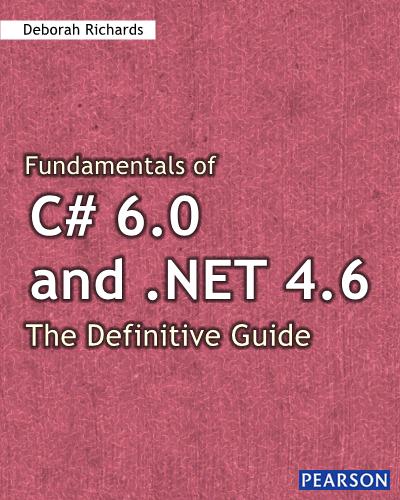 Deborah Richards
Fundamentals of
C# 6.0
and .NET 4.6
The Definitive Guide
PEARSON